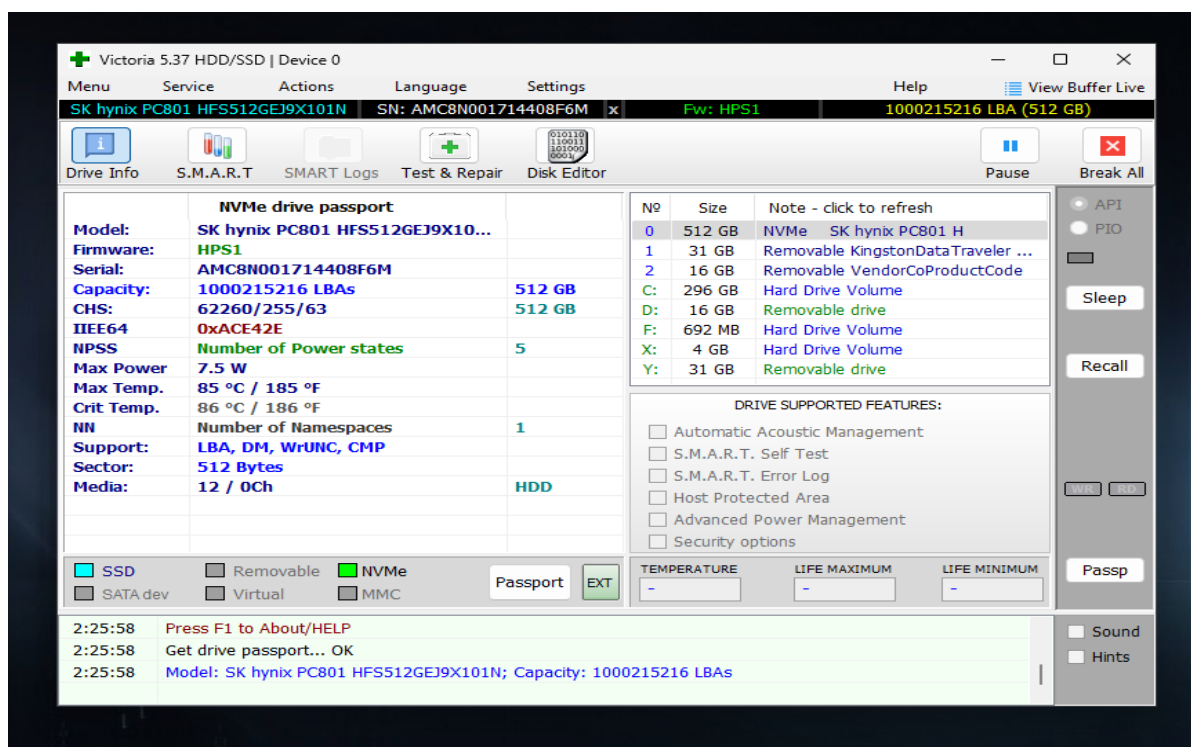 Victoria 5.37 HDD/SSD | Device 0
Menu Service Actions Language Settings Help View Buffer Live
SK hynix PC801 HFS512GEJ9X101N SN: AMC8N001714408F6M x Fw: HPS1 1000215216 LBA (512 GB)
Drive Info S.M.A.R.T SMART Logs Test & Repair Disk Editor Pause Break All
NVMe drive passport
Model: SK hynix PC801 HFS512GEJ9X10...
Firmware: HPS1
Serial: AMC8N001714408F6M
Capacity: 1000215216 LBAs 512 GB
CHS: 62260/255/63 512 GB
IIEE64 0xACE42E
NPSS Number of Power states 5
Max Power 7.5 W
Max Temp. 85 °C / 185 °F
Crit Temp. 86 °C / 186 °F
NN Number of Namespaces 1
Support: LBA, DM, WrUNC, CMP
Sector: 512 Bytes
Media: 12 / 0Ch HDD
SSD Removable NVMe
SATA dev Virtual MMC
Passport EXT
Nº Size Note - click to refresh
0 512 GB NVMe SK hynix PC801 H
1 31 GB Removable KingstonDataTraveler ...
2 16 GB Removable VendorCoProductCode
C: 296 GB Hard Drive Volume
D: 16 GB Removable drive
F: 692 MB Hard Drive Volume
X: 4 GB Hard Drive Volume
Y: 31 GB Removable drive
DRIVE SUPPORTED FEATURES:
Automatic Acoustic Management
S.M.A.R.T. Self Test
S.M.A.R.T. Error Log
Host Protected Area
Advanced Power Management
Security options
TEMPERATURE LIFE MAXIMUM LIFE MINIMUM
- - -
API
PIO
Sleep
Recall
WR RD
Passp
2:25:58 Press F1 to About/HELP
2:25:58 Get drive passport... OK
2:25:58 Model: SK hynix PC801 HFS512GEJ9X101N; Capacity: 1000215216 LBAs
Sound
Hints